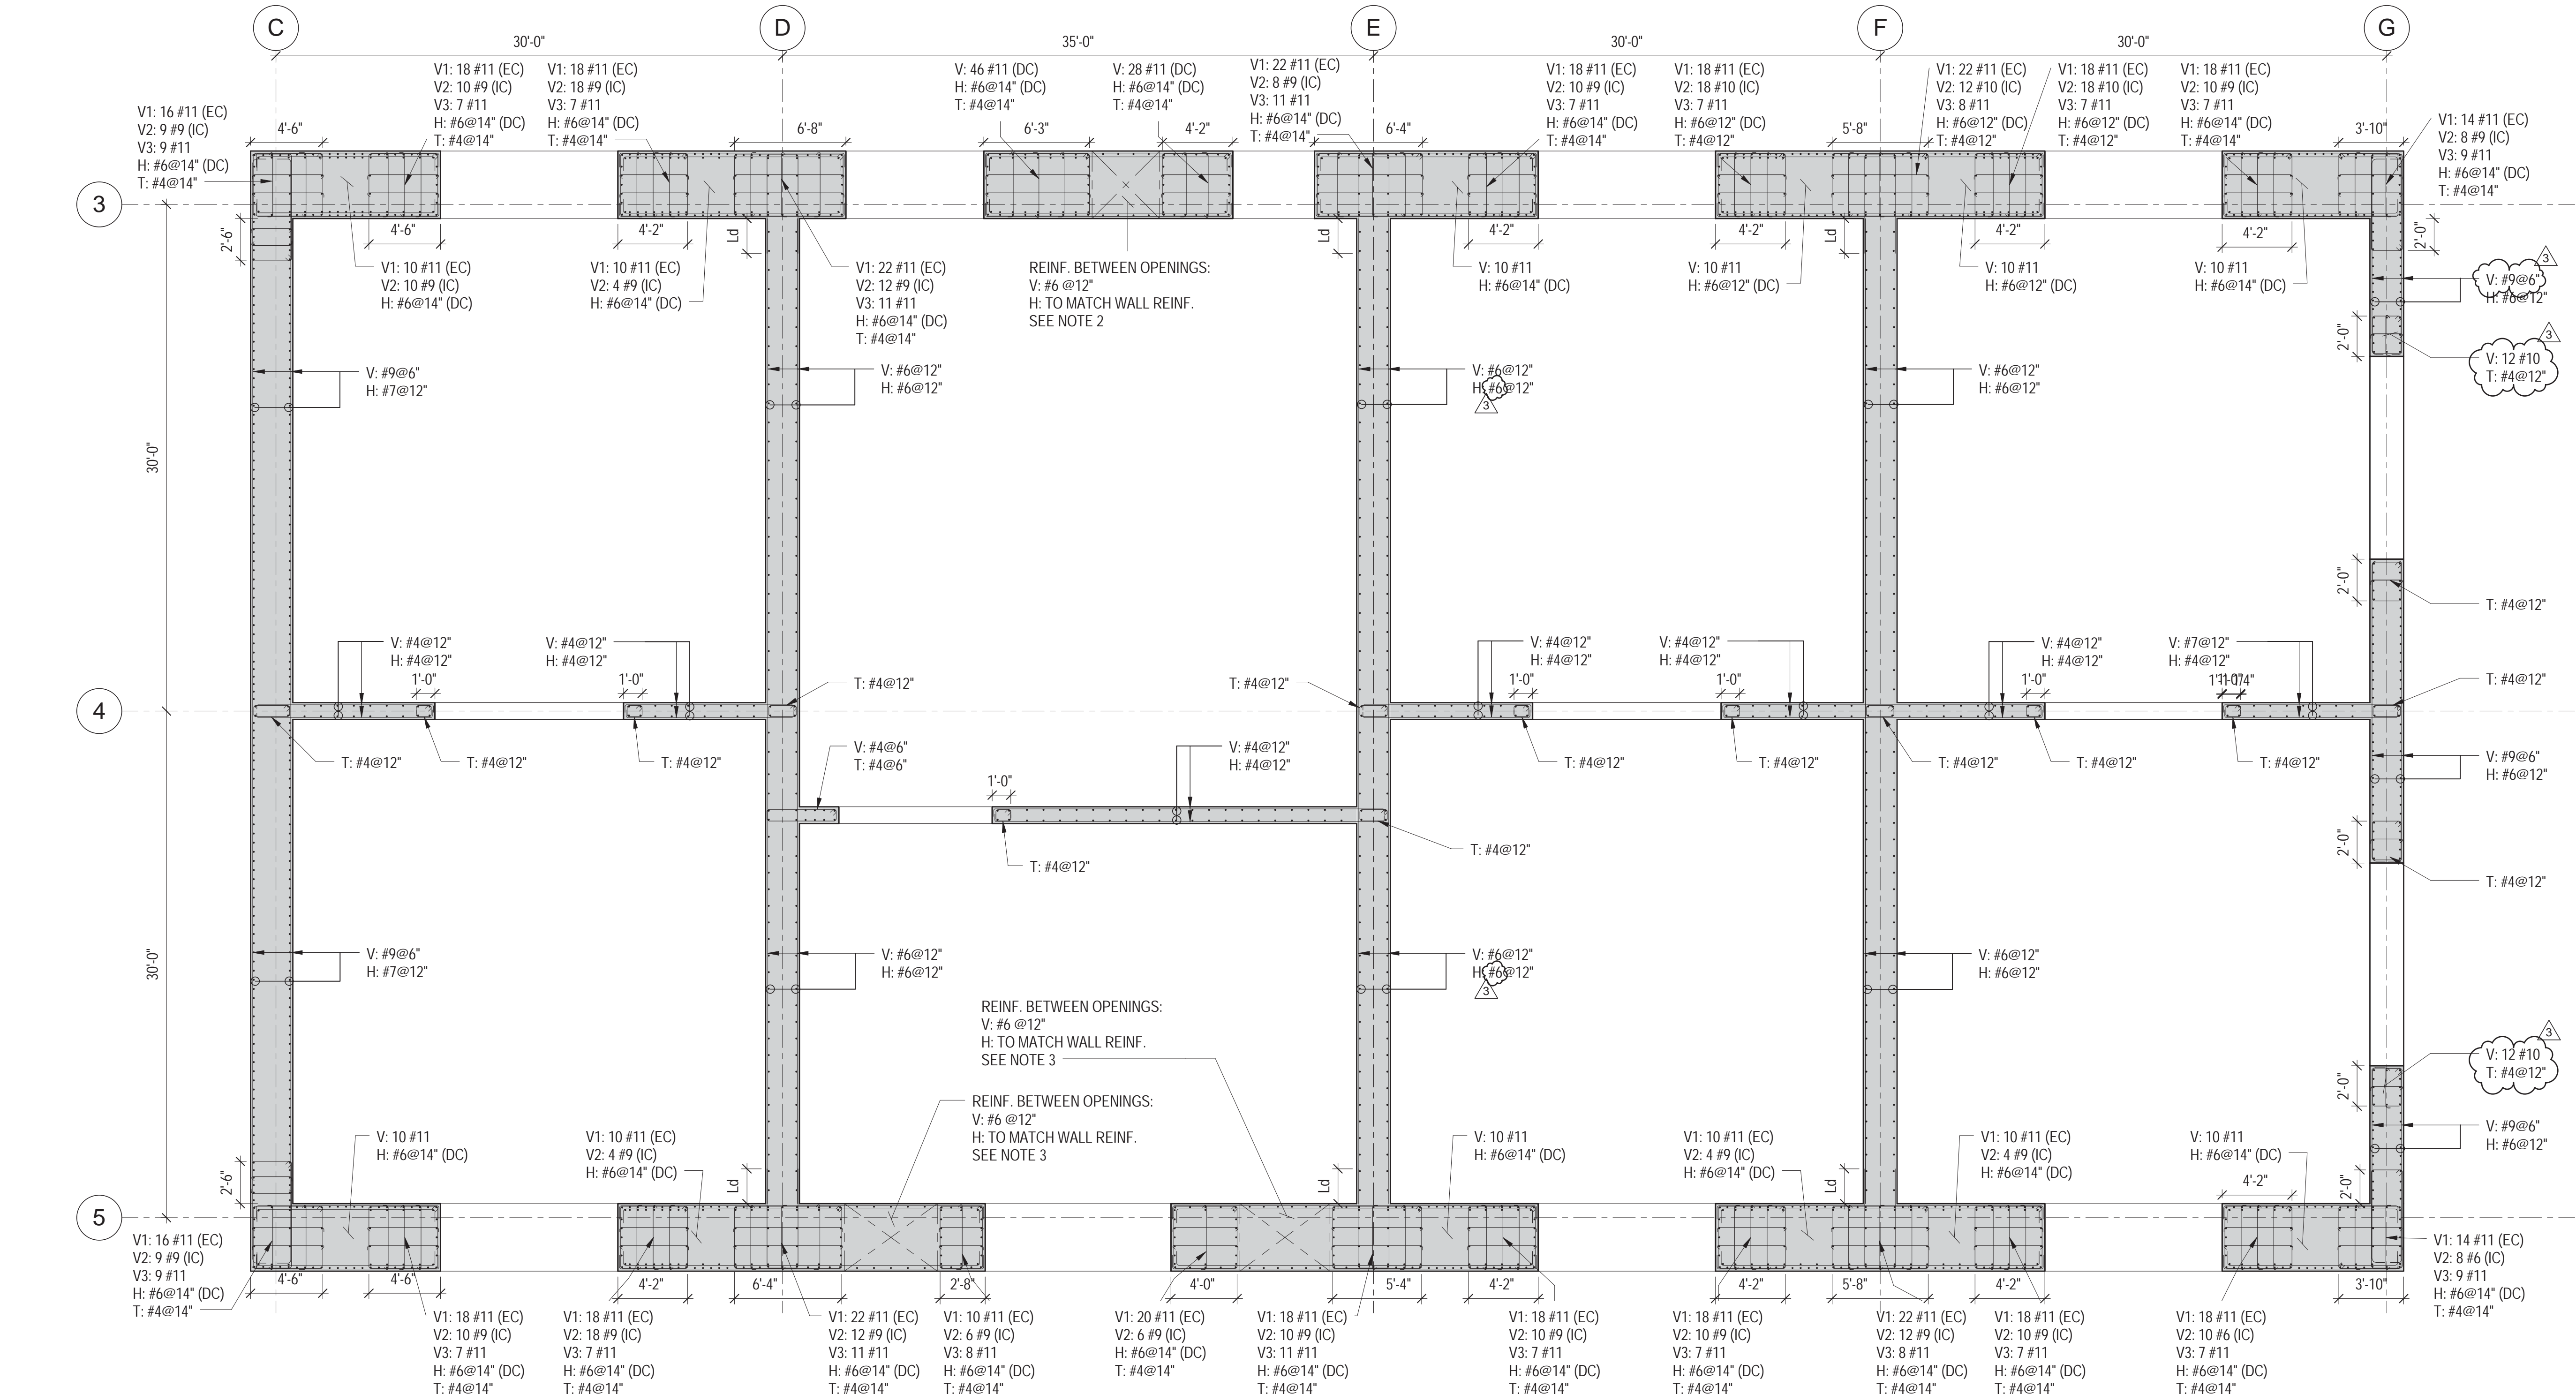 C
D
E
F
G
30'-0"
35'-0"
30'-0"
30'-0"
V1: 16 #11 (EC)
V2: 9 #9 (IC)
V3: 9 #11
H: #6@14" (DC)
T: #4@14"
4'-6"
V1: 18 #11 (EC)
V2: 10 #9 (IC)
V3: 7 #11
H: #6@14" (DC)
T: #4@14"
V1: 18 #11 (EC)
V2: 18 #9 (IC)
V3: 7 #11
H: #6@14" (DC)
T: #4@14"
6'-8"
V: 46 #11 (DC)
H: #6@14" (DC)
T: #4@14"
6'-3"
V: 28 #11 (DC)
H: #6@14" (DC)
T: #4@14"
4'-2"
V1: 22 #11 (EC)
V2: 8 #9 (IC)
V3: 11 #11
H: #6@14" (DC)
T: #4@14"
6'-4"
V1: 18 #11 (EC)
V2: 10 #9 (IC)
V3: 7 #11
H: #6@14" (DC)
T: #4@14"
V1: 18 #11 (EC)
V2: 18 #10 (IC)
V3: 7 #11
H: #6@12" (DC)
T: #4@12"
5'-8"
V1: 22 #11 (EC)
V2: 12 #10 (IC)
V3: 8 #11
H: #6@12" (DC)
T: #4@12"
V1: 18 #11 (EC)
V2: 18 #10 (IC)
V3: 7 #11
H: #6@12" (DC)
T: #4@12"
V1: 18 #11 (EC)
V2: 10 #9 (IC)
V3: 7 #11
H: #6@14" (DC)
T: #4@14"
3'-10"
V1: 14 #11 (EC)
V2: 8 #9 (IC)
V3: 9 #11
H: #6@14" (DC)
T: #4@14"
3
2'-6"
4'-6"
V1: 10 #11 (EC)
V2: 10 #9 (IC)
H: #6@14" (DC)
4'-2"
V1: 10 #11 (EC)
V2: 4 #9 (IC)
H: #6@14" (DC)
Ld
V1: 22 #11 (EC)
V2: 12 #9 (IC)
V3: 11 #11
H: #6@14" (DC)
T: #4@14"
REINF. BETWEEN OPENINGS:
V: #6 @12"
H: TO MATCH WALL REINF.
SEE NOTE 2
Ld
4'-2"
V: 10 #11
H: #6@14" (DC)
4'-2"
V: 10 #11
H: #6@12" (DC)
Ld
4'-2"
V: 10 #11
H: #6@12" (DC)
4'-2"
V: 10 #11
H: #6@14" (DC)
2'-0"
3
V: #9@6"
H: #6@12"
2'-0"
3
V: 12 #10
T: #4@12"
30'-0"
V: #9@6"
H: #7@12"
V: #6@12"
H: #6@12"
V: #6@12"
H: #6@12"
3
V: #6@12"
H: #6@12"
2'-0"
T: #4@12"
V: #4@12"
H: #4@12"
1'-0"
V: #4@12"
H: #4@12"
1'-0"
T: #4@12"
T: #4@12"
V: #4@12"
H: #4@12"
1'-0"
V: #4@12"
H: #4@12"
1'-0"
V: #4@12"
H: #4@12"
1'-0"
V: #7@12"
H: #4@12"
T: #4@12"
4
T: #4@12"
T: #4@12"
T: #4@12"
V: #4@6"
T: #4@6"
1'-0"
V: #4@12"
H: #4@12"
T: #4@12"
T: #4@12"
T: #4@12"
T: #4@12"
T: #4@12"
V: #9@6"
H: #6@12"
T: #4@12"
T: #4@12"
2'-0"
T: #4@12"
30'-0"
V: #9@6"
H: #7@12"
V: #6@12"
H: #6@12"
V: #6@12"
H: #6@12"
3
V: #6@12"
H: #6@12"
REINF. BETWEEN OPENINGS:
V: #6 @12"
H: TO MATCH WALL REINF.
SEE NOTE 3
REINF. BETWEEN OPENINGS:
V: #6 @12"
H: TO MATCH WALL REINF.
SEE NOTE 3
3
V: 12 #10
T: #4@12"
2'-0"
V: #9@6"
H: #6@12"
2'-6"
V: 10 #11
H: #6@14" (DC)
V1: 10 #11 (EC)
V2: 4 #9 (IC)
H: #6@14" (DC)
Ld
Ld
V: 10 #11
H: #6@14" (DC)
V1: 10 #11 (EC)
V2: 4 #9 (IC)
H: #6@14" (DC)
Ld
V1: 10 #11 (EC)
V2: 4 #9 (IC)
H: #6@14" (DC)
V: 10 #11
H: #6@14" (DC)
4'-2"
2'-0"
5
V1: 16 #11 (EC)
V2: 9 #9 (IC)
V3: 9 #11
H: #6@14" (DC)
T: #4@14"
4'-6"
4'-6"
4'-2"
6'-4"
2'-8"
4'-0"
5'-4"
4'-2"
4'-2"
5'-8"
4'-2"
3'-10"
V1: 14 #11 (EC)
V2: 8 #6 (IC)
V3: 9 #11
H: #6@14" (DC)
T: #4@14"
V1: 18 #11 (EC)
V2: 10 #9 (IC)
V3: 7 #11
H: #6@14" (DC)
T: #4@14"
V1: 18 #11 (EC)
V2: 18 #9 (IC)
V3: 7 #11
H: #6@14" (DC)
T: #4@14"
V1: 22 #11 (EC)
V2: 12 #9 (IC)
V3: 11 #11
H: #6@14" (DC)
T: #4@14"
V1: 10 #11 (EC)
V2: 6 #9 (IC)
V3: 8 #11
H: #6@14" (DC)
T: #4@14"
V1: 20 #11 (EC)
V2: 6 #9 (IC)
H: #6@14" (DC)
T: #4@14"
V1: 18 #11 (EC)
V2: 10 #9 (IC)
V3: 11 #11
H: #6@14" (DC)
T: #4@14"
V1: 18 #11 (EC)
V2: 10 #9 (IC)
V3: 7 #11
H: #6@14" (DC)
T: #4@14"
V1: 18 #11 (EC)
V2: 10 #9 (IC)
V3: 7 #11
H: #6@14" (DC)
T: #4@14"
V1: 22 #11 (EC)
V2: 12 #9 (IC)
V3: 8 #11
H: #6@14" (DC)
T: #4@14"
V1: 18 #11 (EC)
V2: 10 #9 (IC)
V3: 7 #11
H: #6@14" (DC)
T: #4@14"
V1: 18 #11 (EC)
V2: 10 #6 (IC)
V3: 7 #11
H: #6@14" (DC)
T: #4@14"